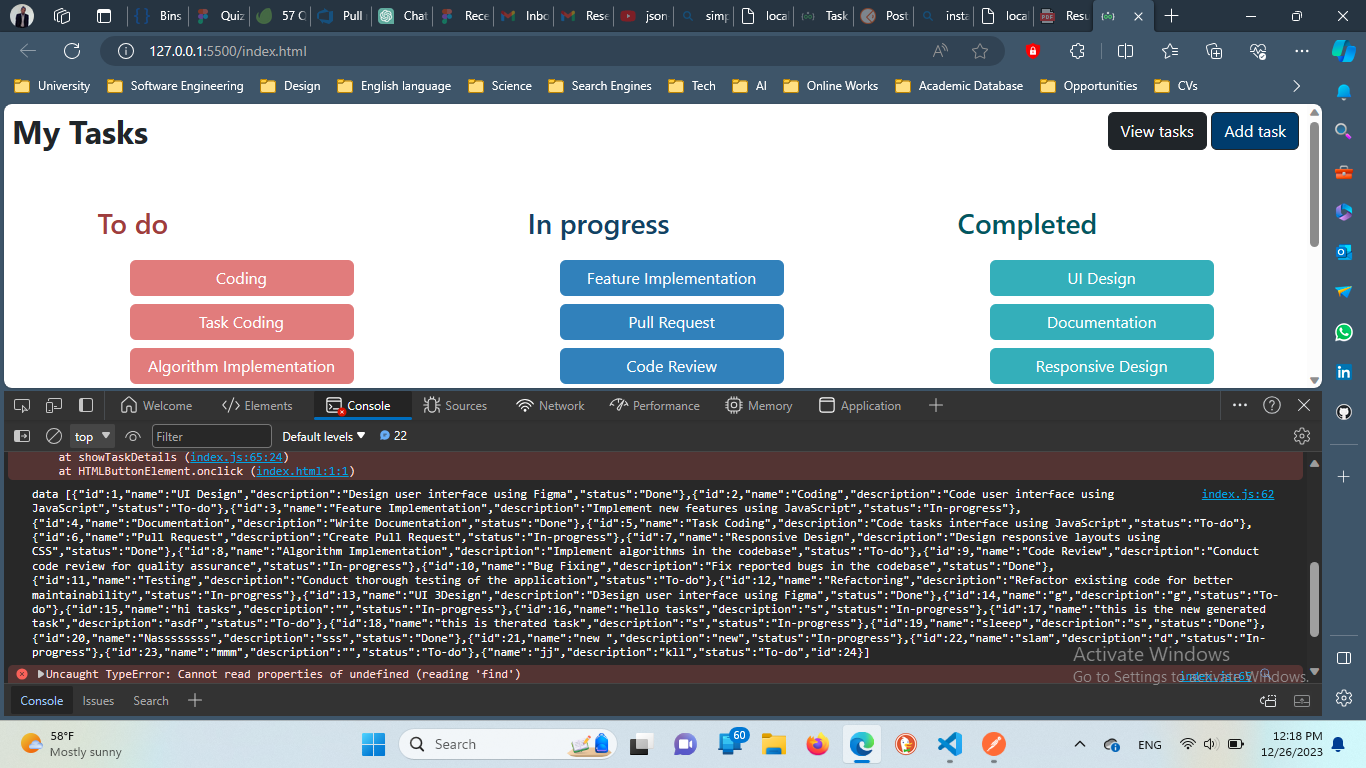 Bins
Quiz
57 C
Pull
Chat
Rece
Inbo
Rese
json
simp
local
Task
Post
insta
local
Resu
127.0.0.1:5500/index.html
University
Software Engineering
Design
English language
Science
Search Engines
Tech
AI
Online Works
Academic Database
Opportunities
CVs
My Tasks
View tasks
Add task
To do
In progress
Completed
Coding
Feature Implementation
UI Design
Task Coding
Pull Request
Documentation
Algorithm Implementation
Code Review
Responsive Design
Welcome
Elements
Console
Sources
Network
Performance
Memory
Application
top
Filter
Default levels
22
at showTaskDetails (index.js:65:24)
at HTMLButtonElement.onclick (index.html:1:1)
index.js:62
data [{"id":1,"name":"UI Design","description":"Design user interface using Figma","status":"Done"},{"id":2,"name":"Coding","description":"Code user interface using
JavaScript","status":"To-do"},{"id":3,"name":"Feature Implementation","description":"Implement new features using JavaScript","status":"In-progress"},
{"id":4,"name":"Documentation","description":"Write Documentation","status":"Done"},{"id":5,"name":"Task Coding","description":"Code tasks interface using JavaScript","status":"To-do"},
{"id":6,"name":"Pull Request","description":"Create Pull Request","status":"In-progress"},{"id":7,"name":"Responsive Design","description":"Design responsive layouts using
CSS","status":"Done"},{"id":8,"name":"Algorithm Implementation","description":"Implement algorithms in the codebase","status":"To-do"},{"id":9,"name":"Code Review","description":"Conduct
code review for quality assurance","status":"In-progress"},{"id":10,"name":"Bug Fixing","description":"Fix reported bugs in the codebase","status":"Done"},
{"id":11,"name":"Testing","description":"Conduct thorough testing of the application","status":"To-do"},{"id":12,"name":"Refactoring","description":"Refactor existing code for better
maintainability","status":"In-progress"},{"id":13,"name":"UI 3Design","description":"D3esign user interface using Figma","status":"Done"},{"id":14,"name":"g","description":"g","status":"To-
do"},{"id":15,"name":"hi tasks","description":"","status":"In-progress"},{"id":16,"name":"hello tasks","description":"s","status":"In-progress"},{"id":17,"name":"this is the new generated
task","description":"asdf","status":"To-do"},{"id":18,"name":"this is therated task","description":"s","status":"In-progress"},{"id":19,"name":"sleeep","description":"s","status":"Done"},
{"id":20,"name":"Nassssssss","description":"sss","status":"Done"},{"id":21,"name":"new ","description":"new","status":"In-progress"},{"id":22,"name":"slam","description":"d","status":"In-
progress"},{"id":23,"name":"mmm","description":"","status":"To-do"},{"name":"jj","description":"kll","status":"To-do","id":24}]
Uncaught TypeError: Cannot read properties of undefined (reading 'find')
index.js:65
Activate Windows
Go to Settings to activate Windows.
Console
Issues
Search
58°F
Mostly sunny
Search
60
ENG
12:18 PM
12/26/2023